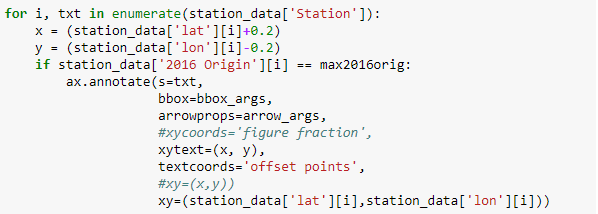 for i, txt in enumerate(station_data['Station']):
    x = (station_data['lat'][i]+0.2)
    y = (station_data['lon'][i]-0.2)
    if station_data['2016 Origin'][i] == max2016orig:
        ax.annotate(s=txt,
                    bbox=bbox_args,
                    arrowprops=arrow_args,
                    #xycoords='figure fraction',
                    xytext=(x, y),
                    textcoords='offset points',
                    #xy=(x,y))
                    xy=(station_data['lat'][i],station_data['lon'][i]))